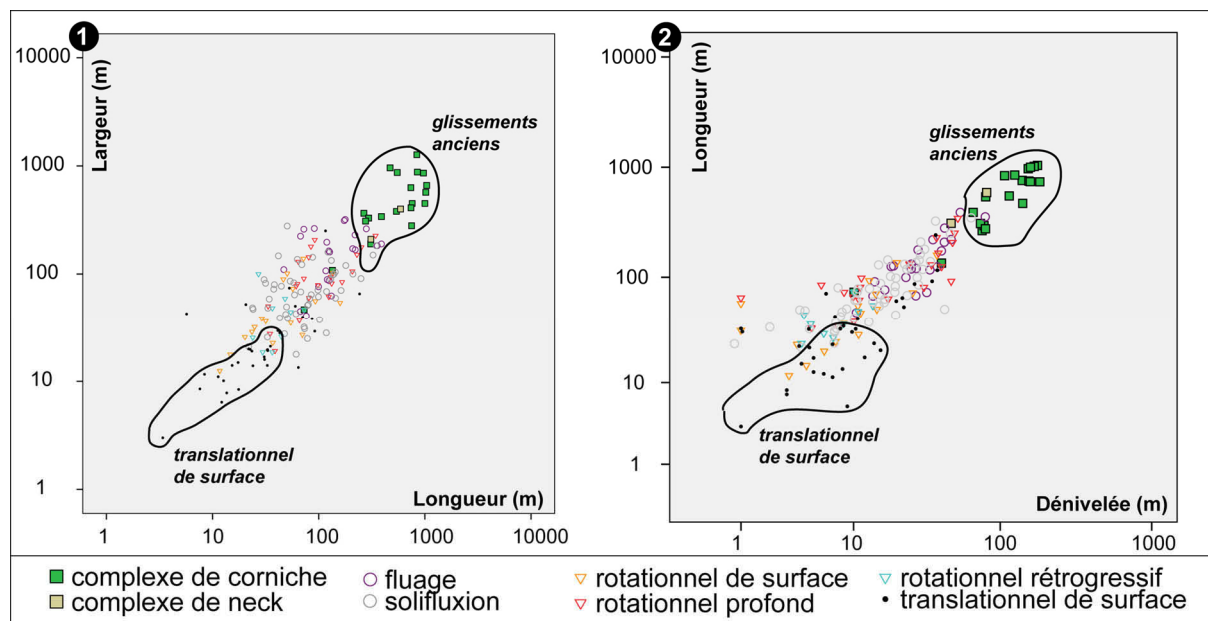 1
Largeur (m)
10000
1000
100
10
1
glissements
anciens
translationnel
de surface
Longueur (m)
1
10
100
1000
10000
2
Longueur (m)
10000
1000
100
10
1
glissements
anciens
translationnel
de surface
Dénivelée (m)
1
10
100
1000
complexe de corniche
complexe de neck
fluage
solifluxion
rotationnel de surface
rotationnel profond
rotationnel rétrogressif
translationnel de surface